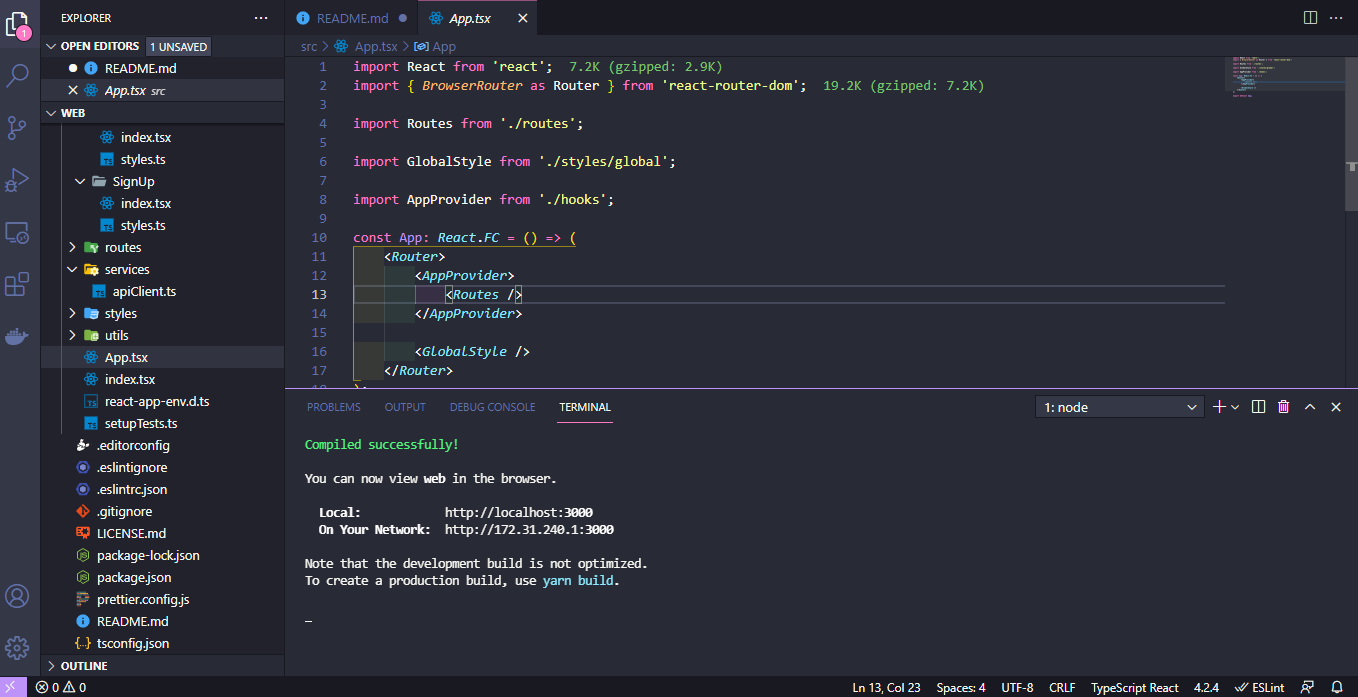 EXPLORER
OPEN EDITORS 1 UNSAVED
README.md
App.tsx src
WEB
index.tsx
styles.ts
SignUp
index.tsx
styles.ts
routes
services
apiClient.ts
styles
utils
App.tsx
index.tsx
react-app-env.d.ts
setupTests.ts
.editorconfig
.eslintignore
.eslintrc.json
.gitignore
LICENSE.md
package-lock.json
package.json
prettier.config.js
README.md
tsconfig.json
OUTLINE
1
README.md App.tsx
src > App.tsx > App
1 import React from 'react'; 7.2K (gzipped: 2.9K)
2 import { BrowserRouter as Router } from 'react-router-dom'; 19.2K (gzipped: 7.2K)
3
4 import Routes from './routes';
5
6 import GlobalStyle from './styles/global';
7
8 import AppProvider from './hooks';
9
10 const App: React.FC = () => (
11 <Router>
12 <AppProvider>
13 <Routes />
14 </AppProvider>
15
16 <GlobalStyle />
17 </Router>
18 );
PROBLEMS OUTPUT DEBUG CONSOLE TERMINAL 1: node
Compiled successfully!
You can now view web in the browser.
Local: http://localhost:3000
On Your Network: http://172.31.240.1:3000
Note that the development build is not optimized.
To create a production build, use yarn build.
0 0 Ln 13, Col 23 Spaces: 4 UTF-8 CRLF TypeScript React 4.2.4 ESLint